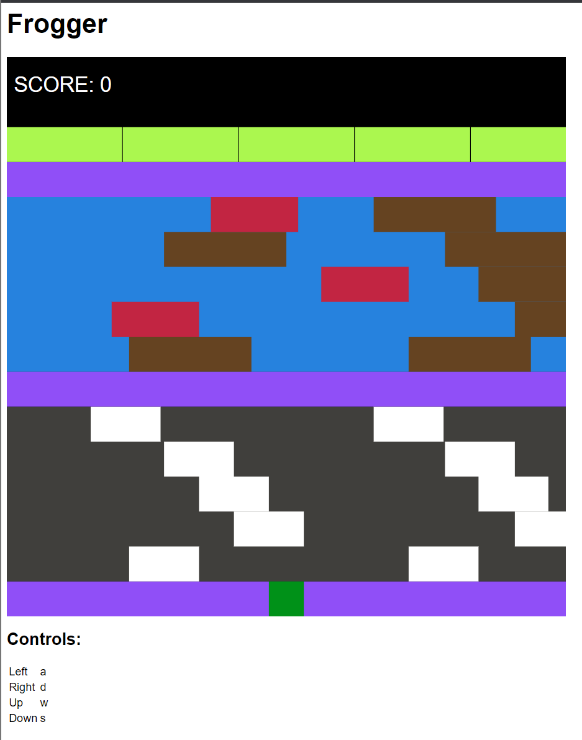 Frogger
SCORE: 0
Controls:
Left a
Right d
Up w
Down s